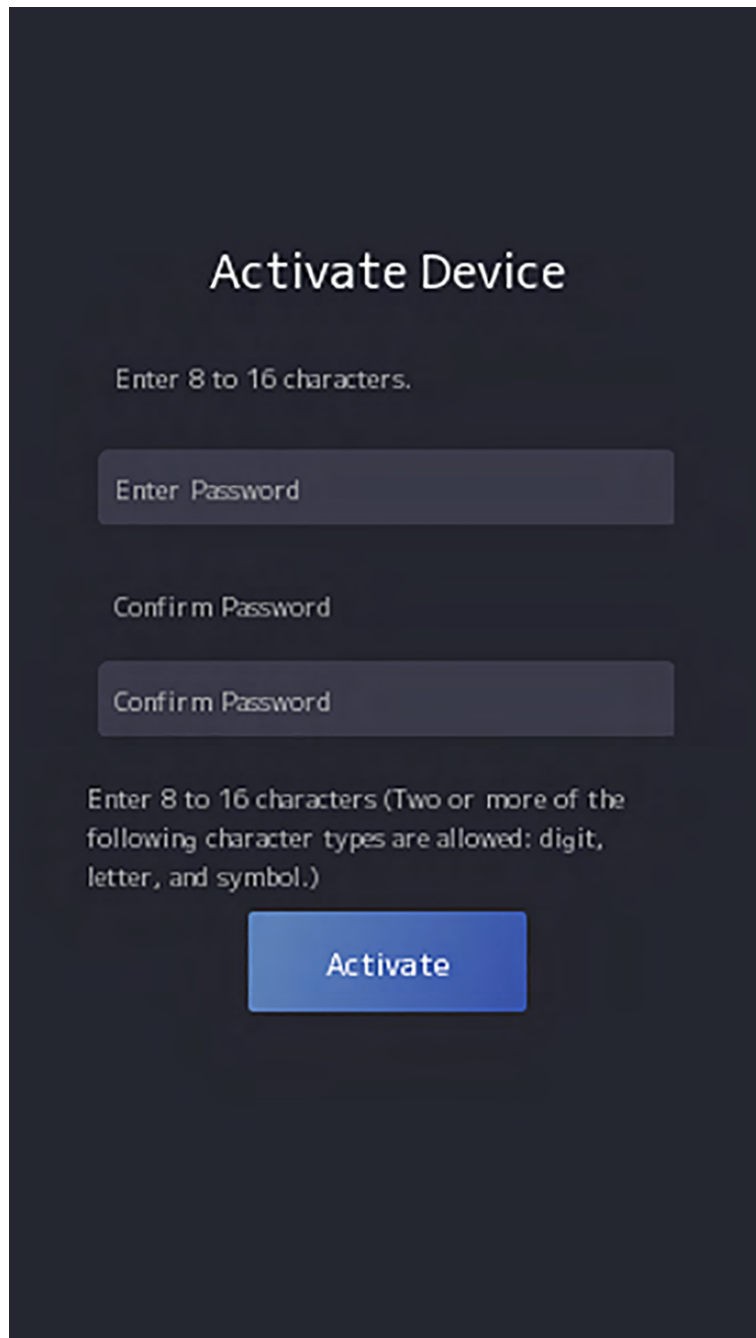 Activate Device
Enter 8 to 16 characters.
Enter Password
Confirm Password
Confirm Password
Enter 8 to 16 characters (Two or more of the
following character types are allowed: digit,
letter, and symbol.)
Activate